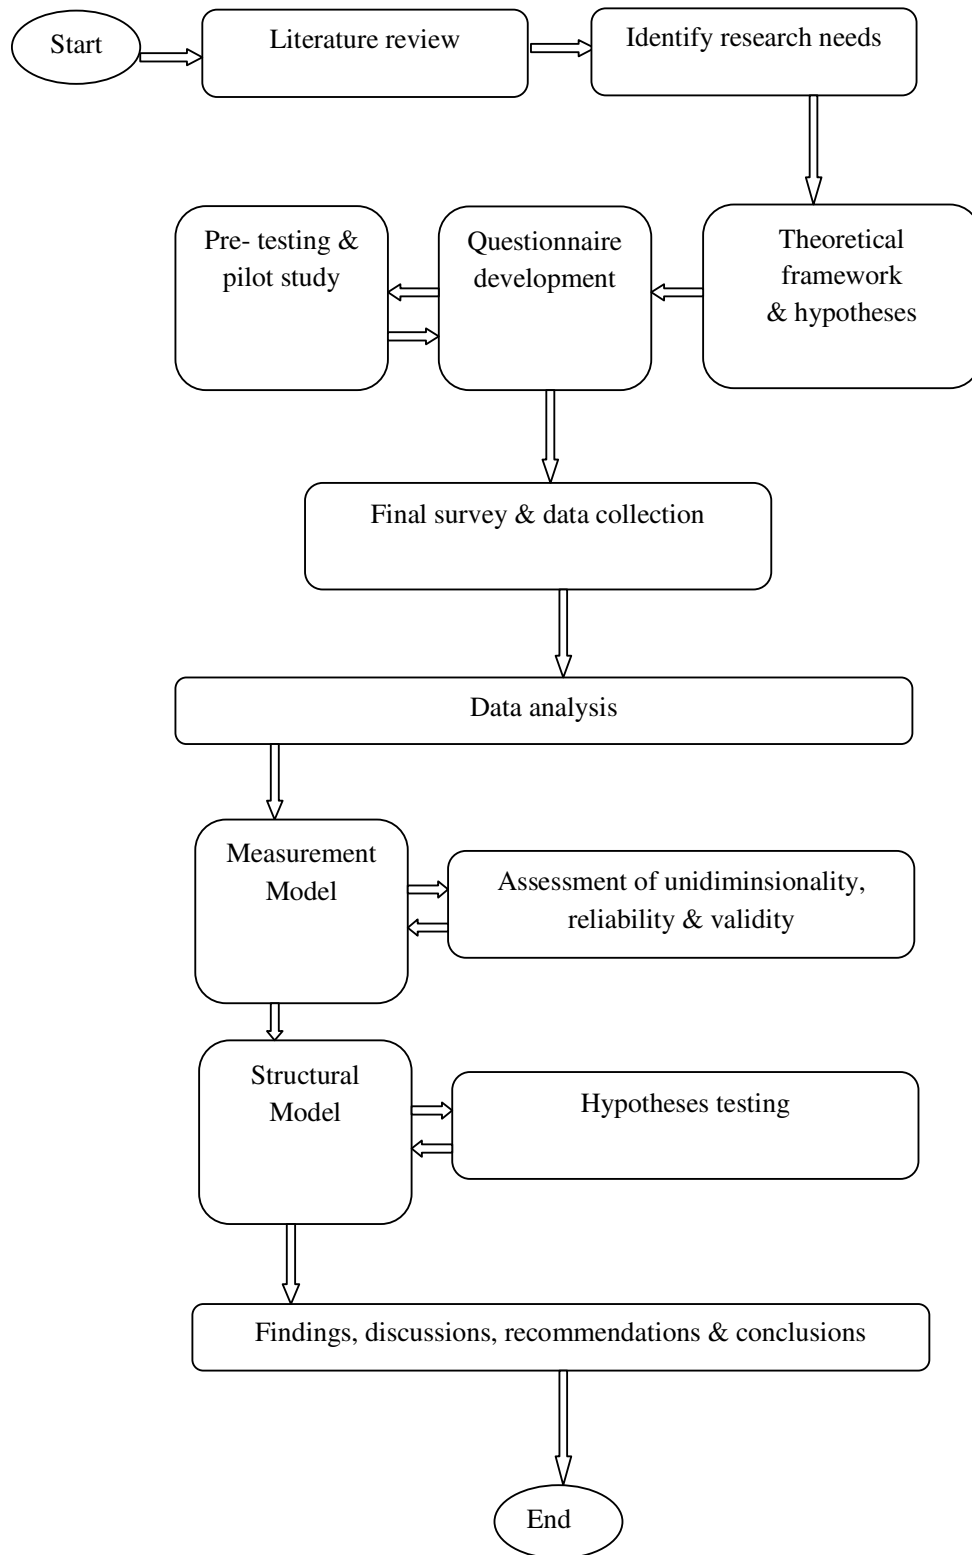 Start
Literature review
Identify research needs
Theoretical
framework
& hypotheses
Questionnaire
development
Pre- testing &
pilot study
Final survey & data collection
Data analysis
Measurement
Model
Assessment of unidiminsionality,
reliability & validity
Structural
Model
Hypotheses testing
Findings, discussions, recommendations & conclusions
End